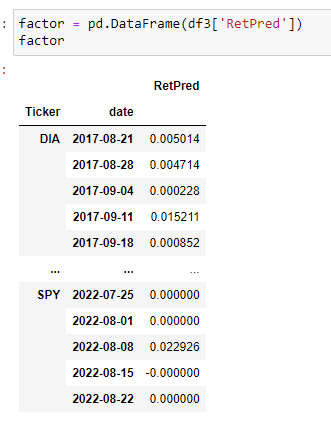 : factor = pd.DataFrame(df3['RetPred'])
factor
:
RetPred
Ticker date
DIA 2017-08-21 0.005014
2017-08-28 0.004714
2017-09-04 0.000228
2017-09-11 0.015211
2017-09-18 0.000852
... ... ...
SPY 2022-07-25 0.000000
2022-08-01 0.000000
2022-08-08 0.022926
2022-08-15 -0.000000
2022-08-22 0.000000